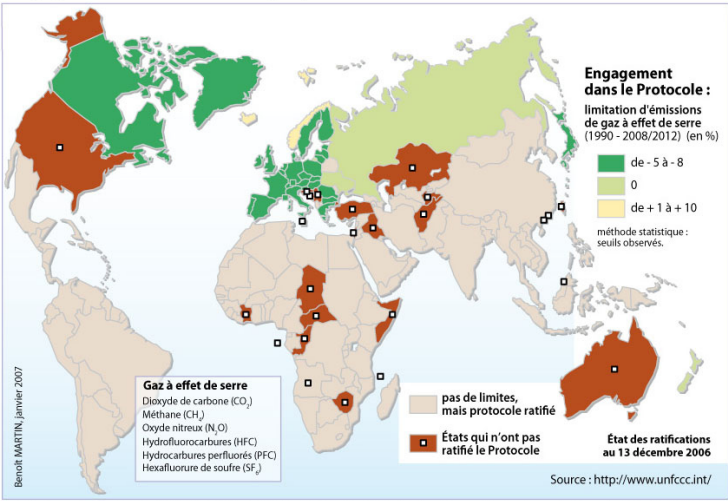 Engagement
dans le Protocole :
limitation d'émissions
de gaz à effet de serre
(1990 - 2008/2012) (en %)
de - 5 à - 8
0
de + 1 à + 10
méthode statistique :
seuils observés.
Gaz à effet de serre
Dioxyde de carbone (CO₂)
Méthane (CH₄)
Oxyde nitreux (N₂O)
Hydrofluorocarbures (HFC)
Hydrocarbures perfluorés (PFC)
Hexaflurorure de soufre (SF₆)
pas de limites,
mais protocole ratifié
États qui n'ont pas
ratifié le Protocole
État des ratifications
au 13 décembre 2006
Benoît MARTIN, janvier 2007
Source : http://www.unfccc.int/